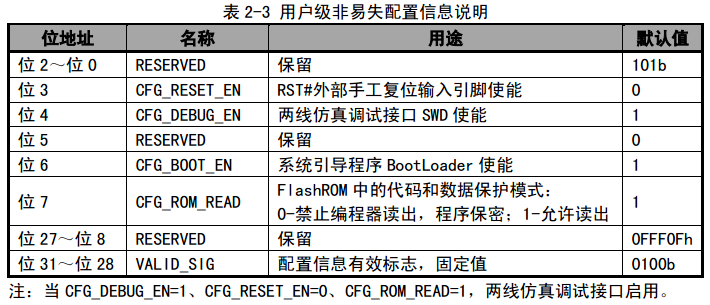 表 2-3 用户级非易失配置信息说明
位地址 名称 用途 默认值
位 2～位 0 RESERVED 保留 101b
位 3 CFG_RESET_EN RST#外部手工复位输入引脚使能 0
位 4 CFG_DEBUG_EN 两线仿真调试接口 SWD 使能 1
位 5 RESERVED 保留 0
位 6 CFG_BOOT_EN 系统引导程序 BootLoader 使能 1
位 7 CFG_ROM_READ FlashROM 中的代码和数据保护模式：
0-禁止编程器读出，程序保密；1-允许读出 1
位 27～位 8 RESERVED 保留 0FFF0Fh
位 31～位 28 VALID_SIG 配置信息有效标志，固定值 0100b
注：当 CFG_DEBUG_EN=1、CFG_RESET_EN=0、CFG_ROM_READ=1，两线仿真调试接口启用。